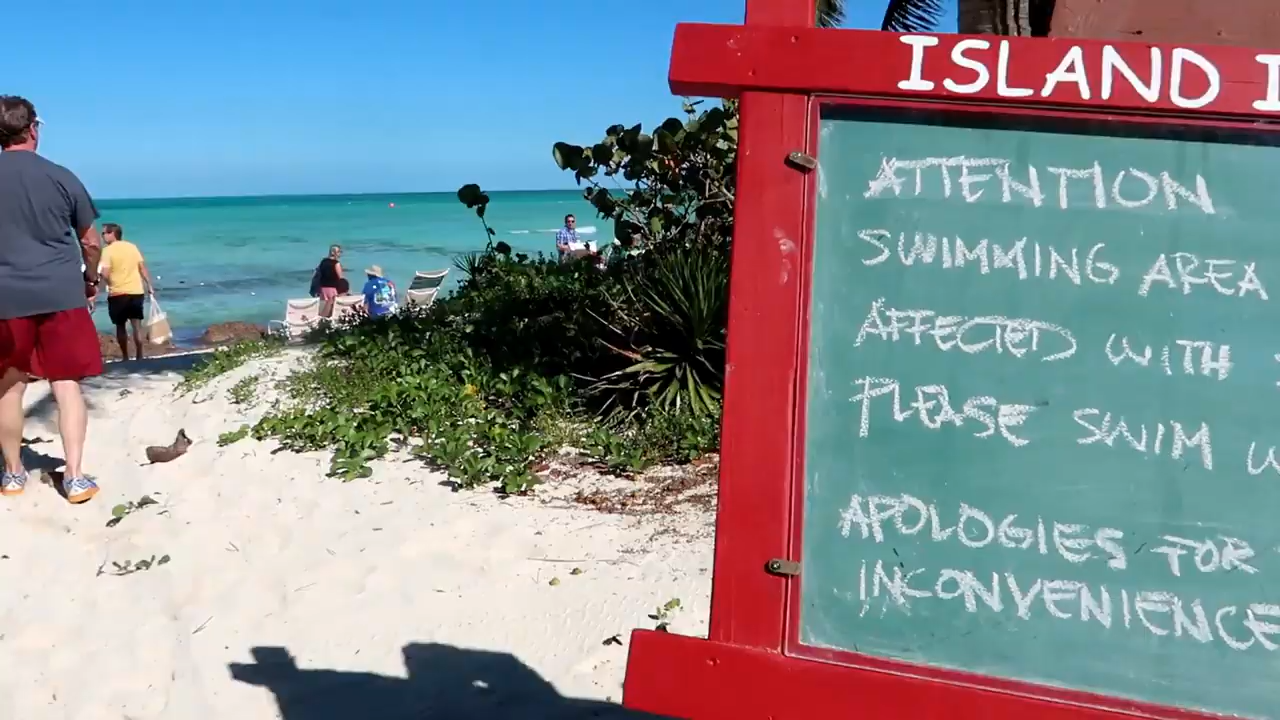 ISLAND
ATTENTION
SWIMMING AREA
AFFECTED WITH
PLEASE SWIM
APOLOGIES FOR
INCONVENIENCE